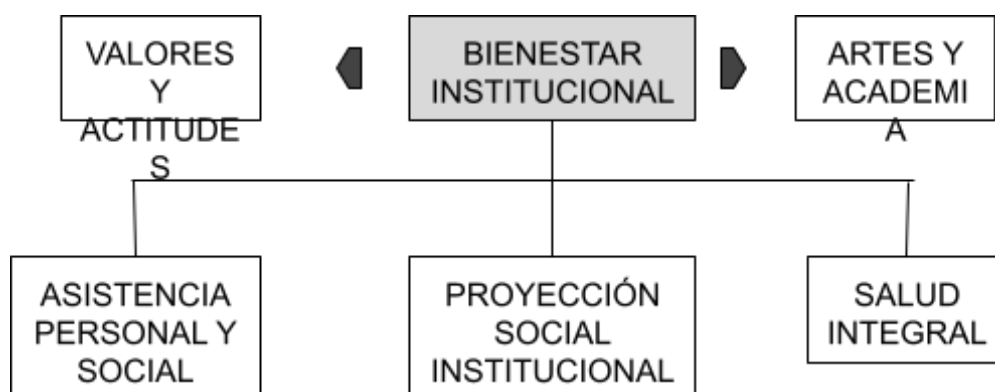 VALORES
Y
ACTITUDE
S
BIENESTAR
INSTITUCIONAL
ARTES Y
ACADEMI
A
ASISTENCIA
PERSONAL Y
SOCIAL
PROYECCIÓN
SOCIAL
INSTITUCIONAL
SALUD
INTEGRAL